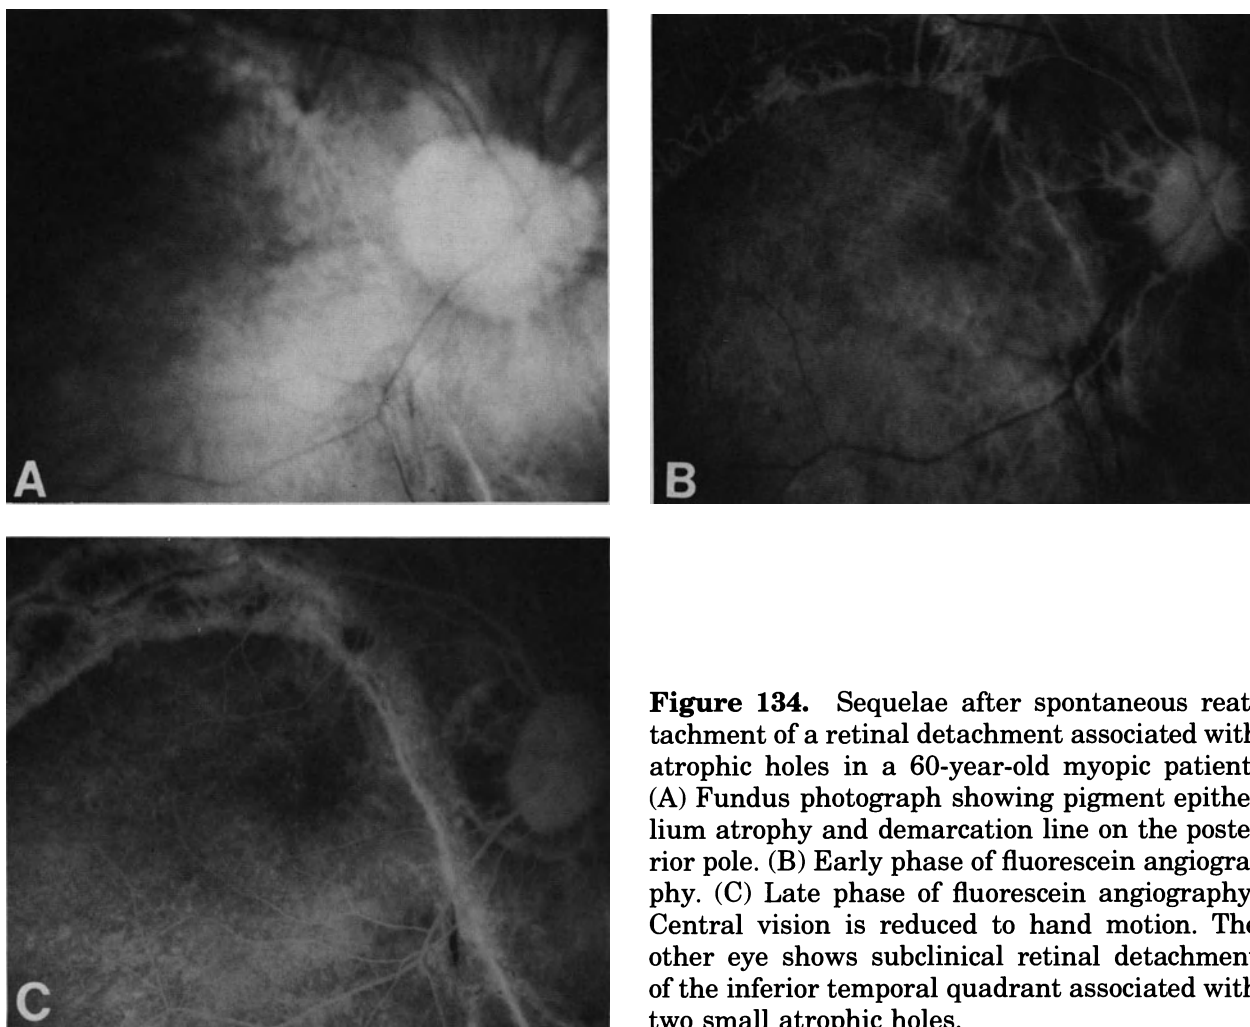 A
B
C
Figure 134. Sequelae after spontaneous reat
tachment of a retinal detachment associated with
atrophic holes in a 60-year-old myopic patient
(A) Fundus photograph showing pigment epithe
lium atrophy and demarcation line on the poste
rior pole. (B) Early phase of fluorescein angiogra
phy. (C) Late phase of fluorescein angiography
Central vision is reduced to hand motion. The
other eye shows subclinical retinal detachment
of the inferior temporal quadrant associated with
two small atrophic holes.